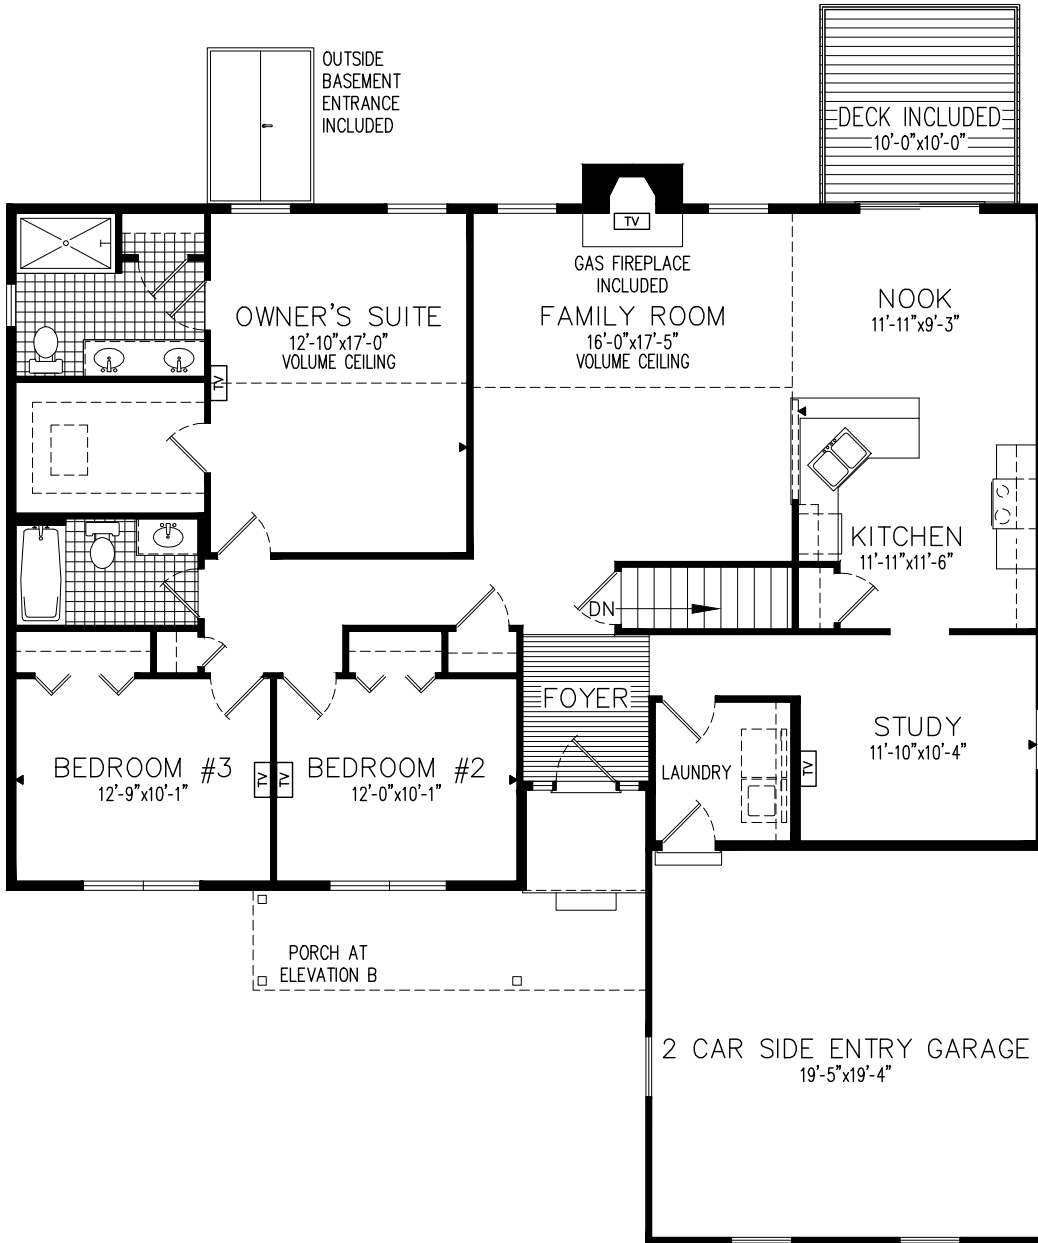 OUTSIDE
BASEMENT
ENTRANCE
INCLUDED
DECK INCLUDED
10'-0"x10'-0"
TV
GAS FIREPLACE
INCLUDED
OWNER'S SUITE
12'-10"x17'-0"
VOLUME CEILING
FAMILY ROOM
16'-0"x17'-5"
VOLUME CEILING
NOOK
11'-11"x9'-3"
TV
KITCHEN
11'-11"x11'-6"
DN
FOYER
STUDY
11'-10"x10'-4"
BEDROOM #3
12'-9"x10'-1"
TV
TV
BEDROOM #2
12'-0"x10'-1"
LAUNDRY
TV
PORCH AT
ELEVATION B
2 CAR SIDE ENTRY GARAGE
19'-5"x19'-4"